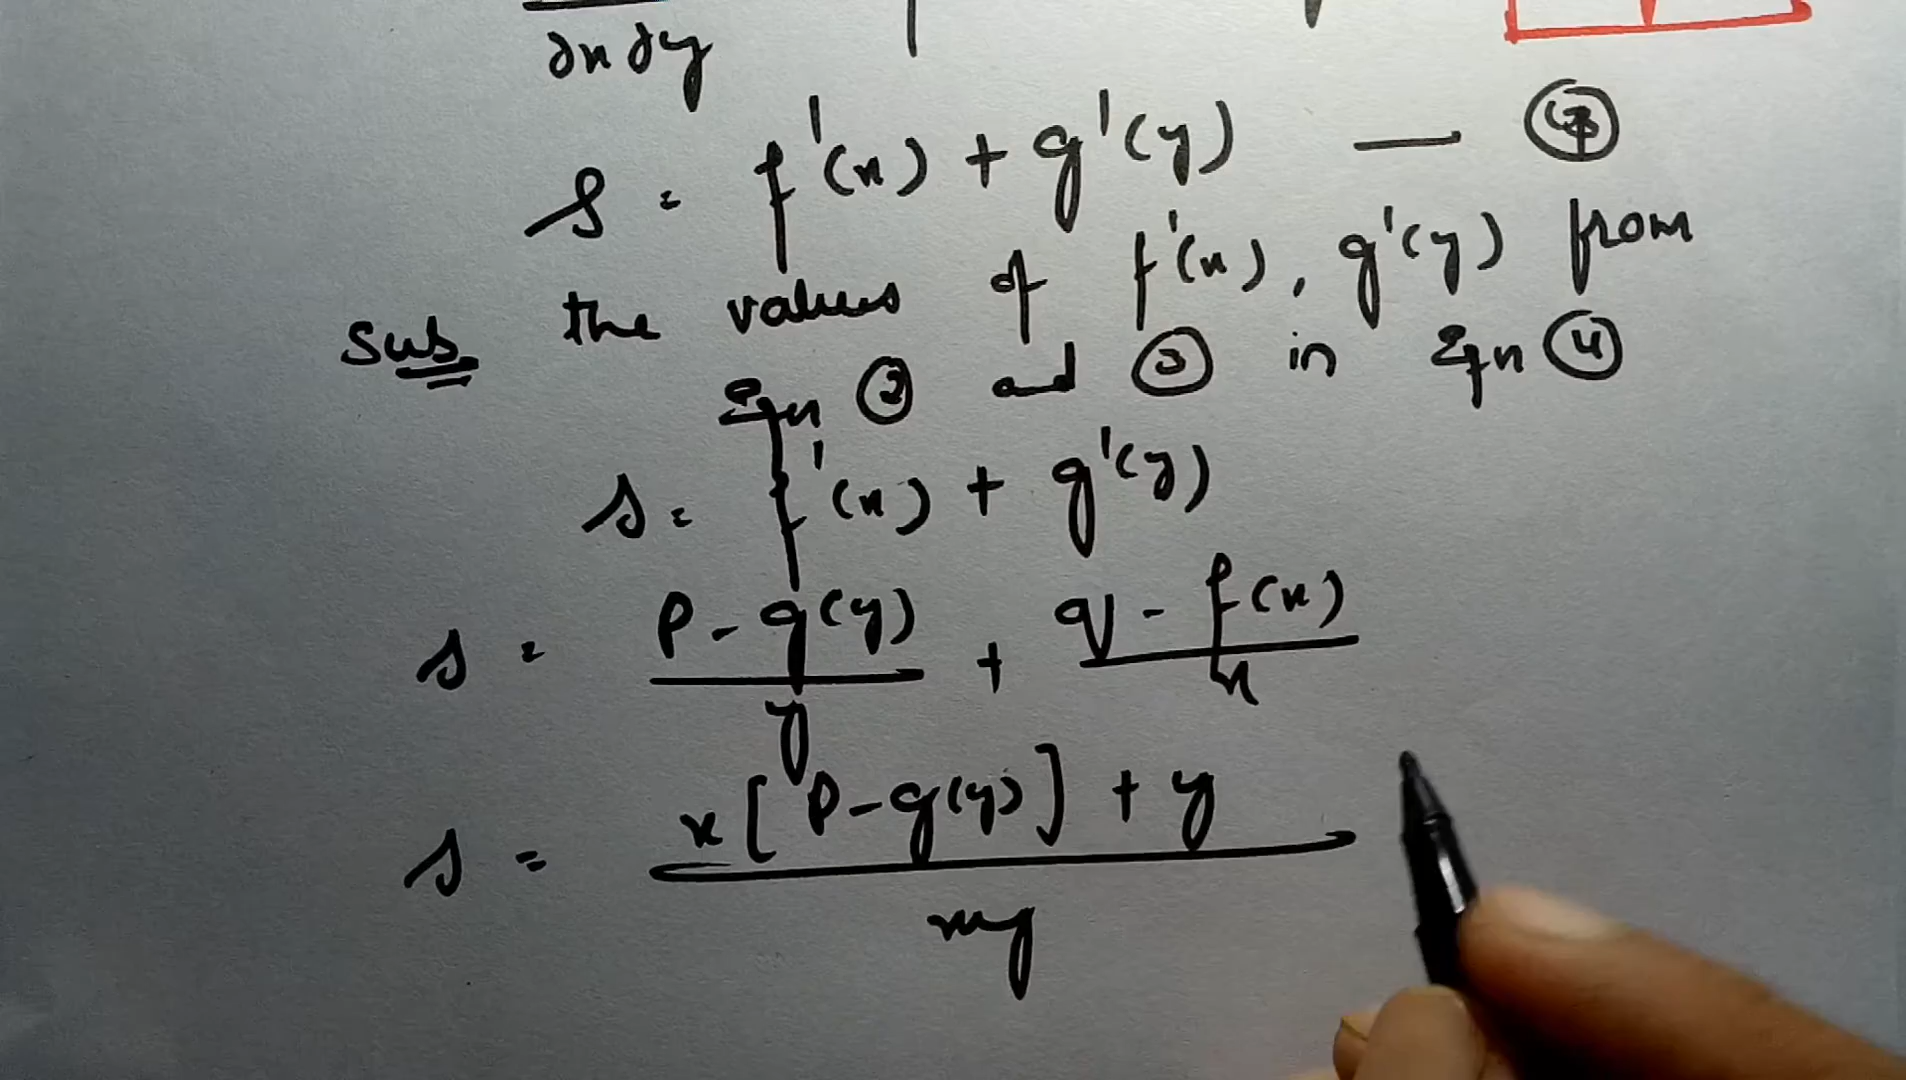 ∂x∂y
s = f'(x) + g'(y) — ④
Sub the values of f'(x), g'(y) from
Eqn ② and ③ in Eqn ④
s = f'(x) + g'(y)
s = P - g(y) / y + q - f(x) / x
s = x[P - g(y)] + y / xy